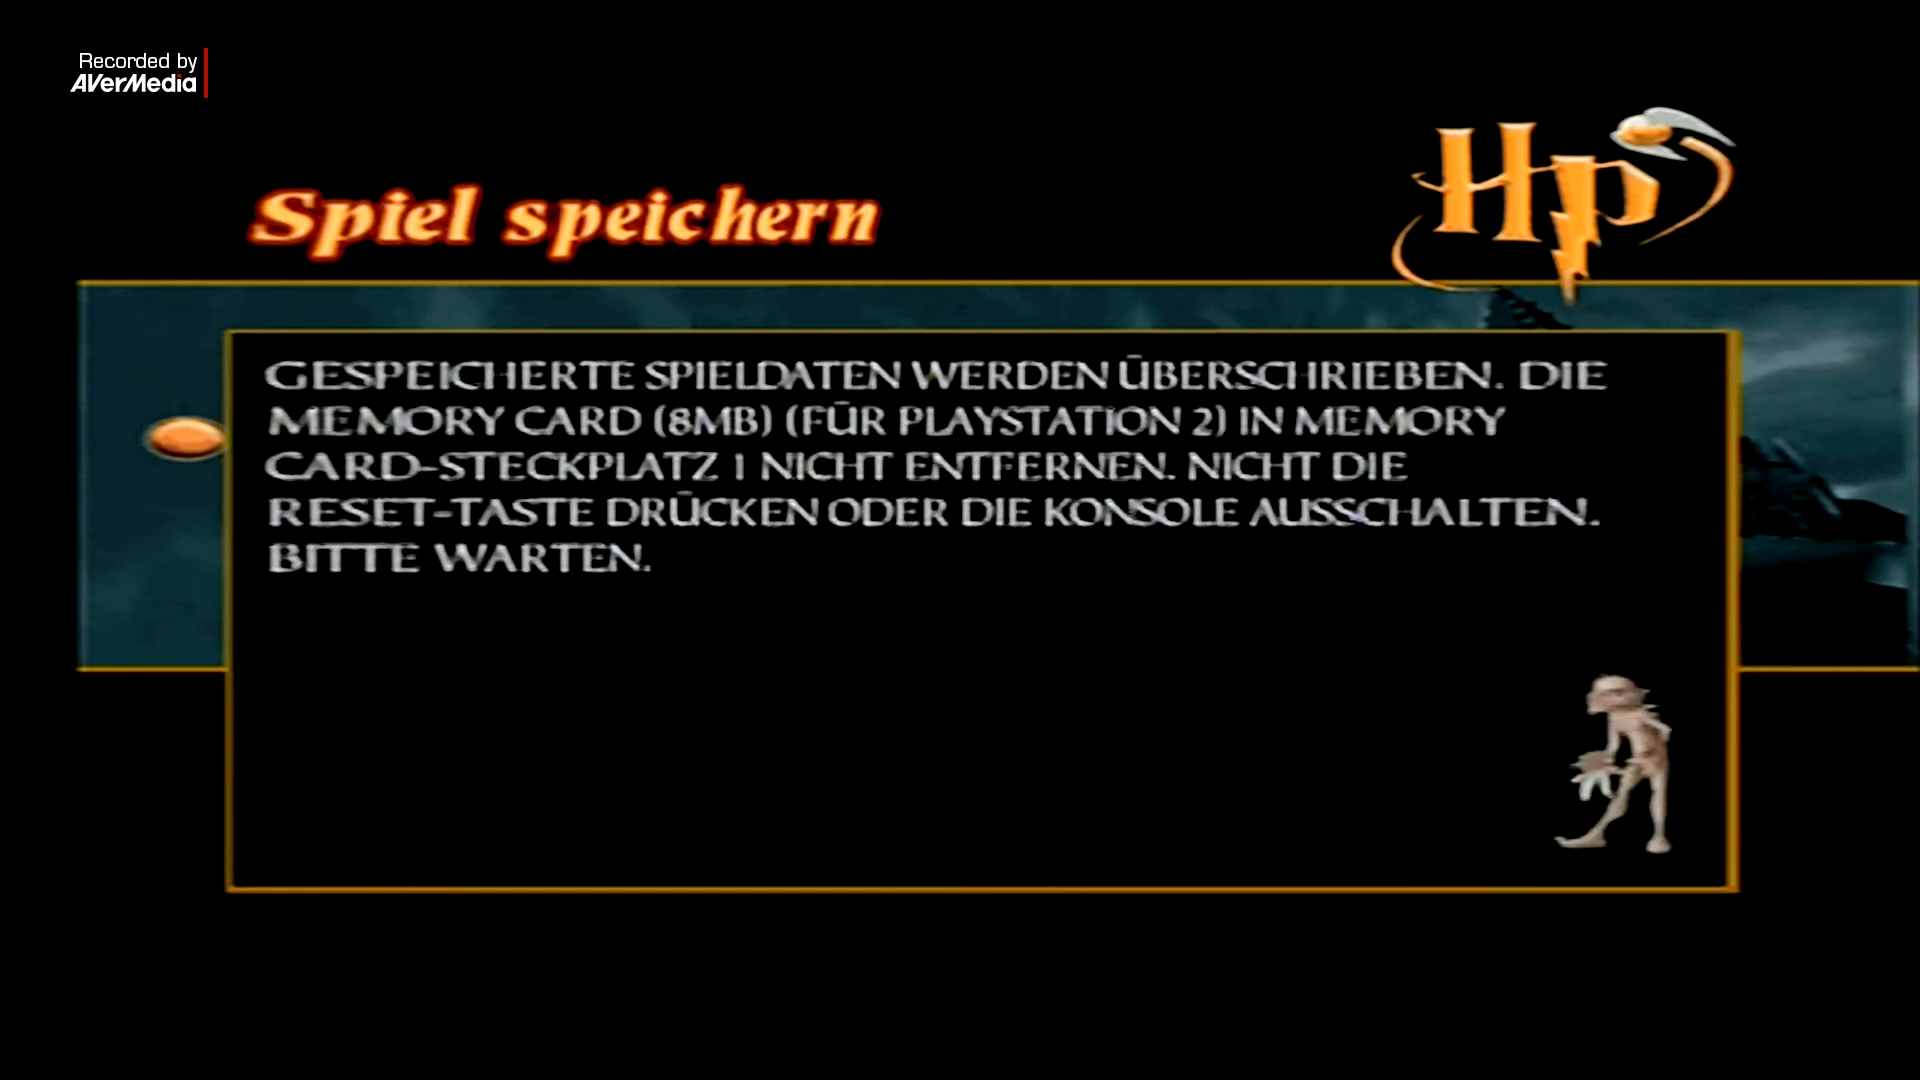 Recorded by
AVerMedia
HP
Spiel speichern
GESPEICHERTE SPIELDATEN WERDEN ÜBERSCHRIEBEN. DIE
MEMORY CARD (8MB) (FÜR PLAYSTATION 2) IN MEMORY
CARD-STECKPLATZ 1 NICHT ENTFERNEN. NICHT DIE
RESET-TASTE DRÜCKEN ODER DIE KONSOLE AUSSCHALTEN.
BITTE WARTEN.